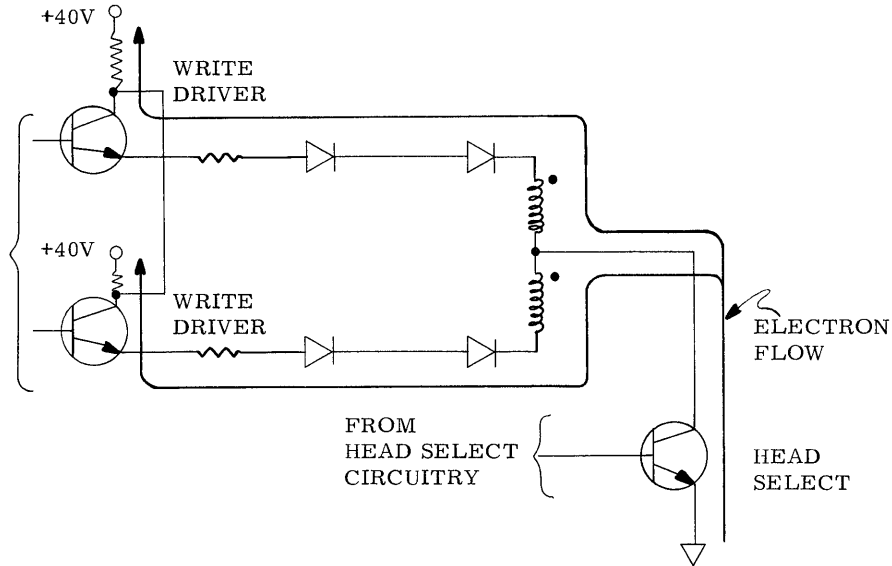 +40V
WRITE
DRIVER
+40V
WRITE
DRIVER
ELECTRON
FLOW
FROM
HEAD SELECT
CIRCUITRY
HEAD
SELECT